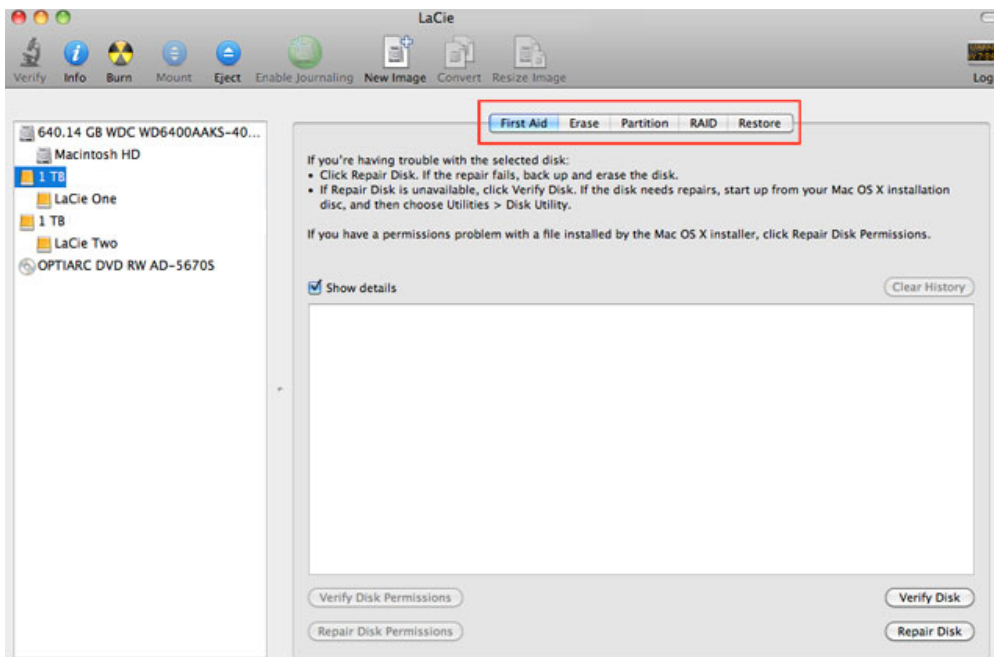 LaCie
Verify Info Burn Mount Eject Enable Journaling New Image Convert Resize Image Log
640.14 GB WDC WD6400AAKS-40...
Macintosh HD
1 TB
LaCie One
1 TB
LaCie Two
OPTIARC DVD RW AD-5670S
First Aid Erase Partition RAID Restore
If you're having trouble with the selected disk:
• Click Repair Disk. If the repair fails, back up and erase the disk.
• If Repair Disk is unavailable, click Verify Disk. If the disk needs repairs, start up from your Mac OS X installation
disc, and then choose Utilities > Disk Utility.
If you have a permissions problem with a file installed by the Mac OS X installer, click Repair Disk Permissions.
Show details
Clear History
Verify Disk Permissions
Verify Disk
Repair Disk Permissions
Repair Disk